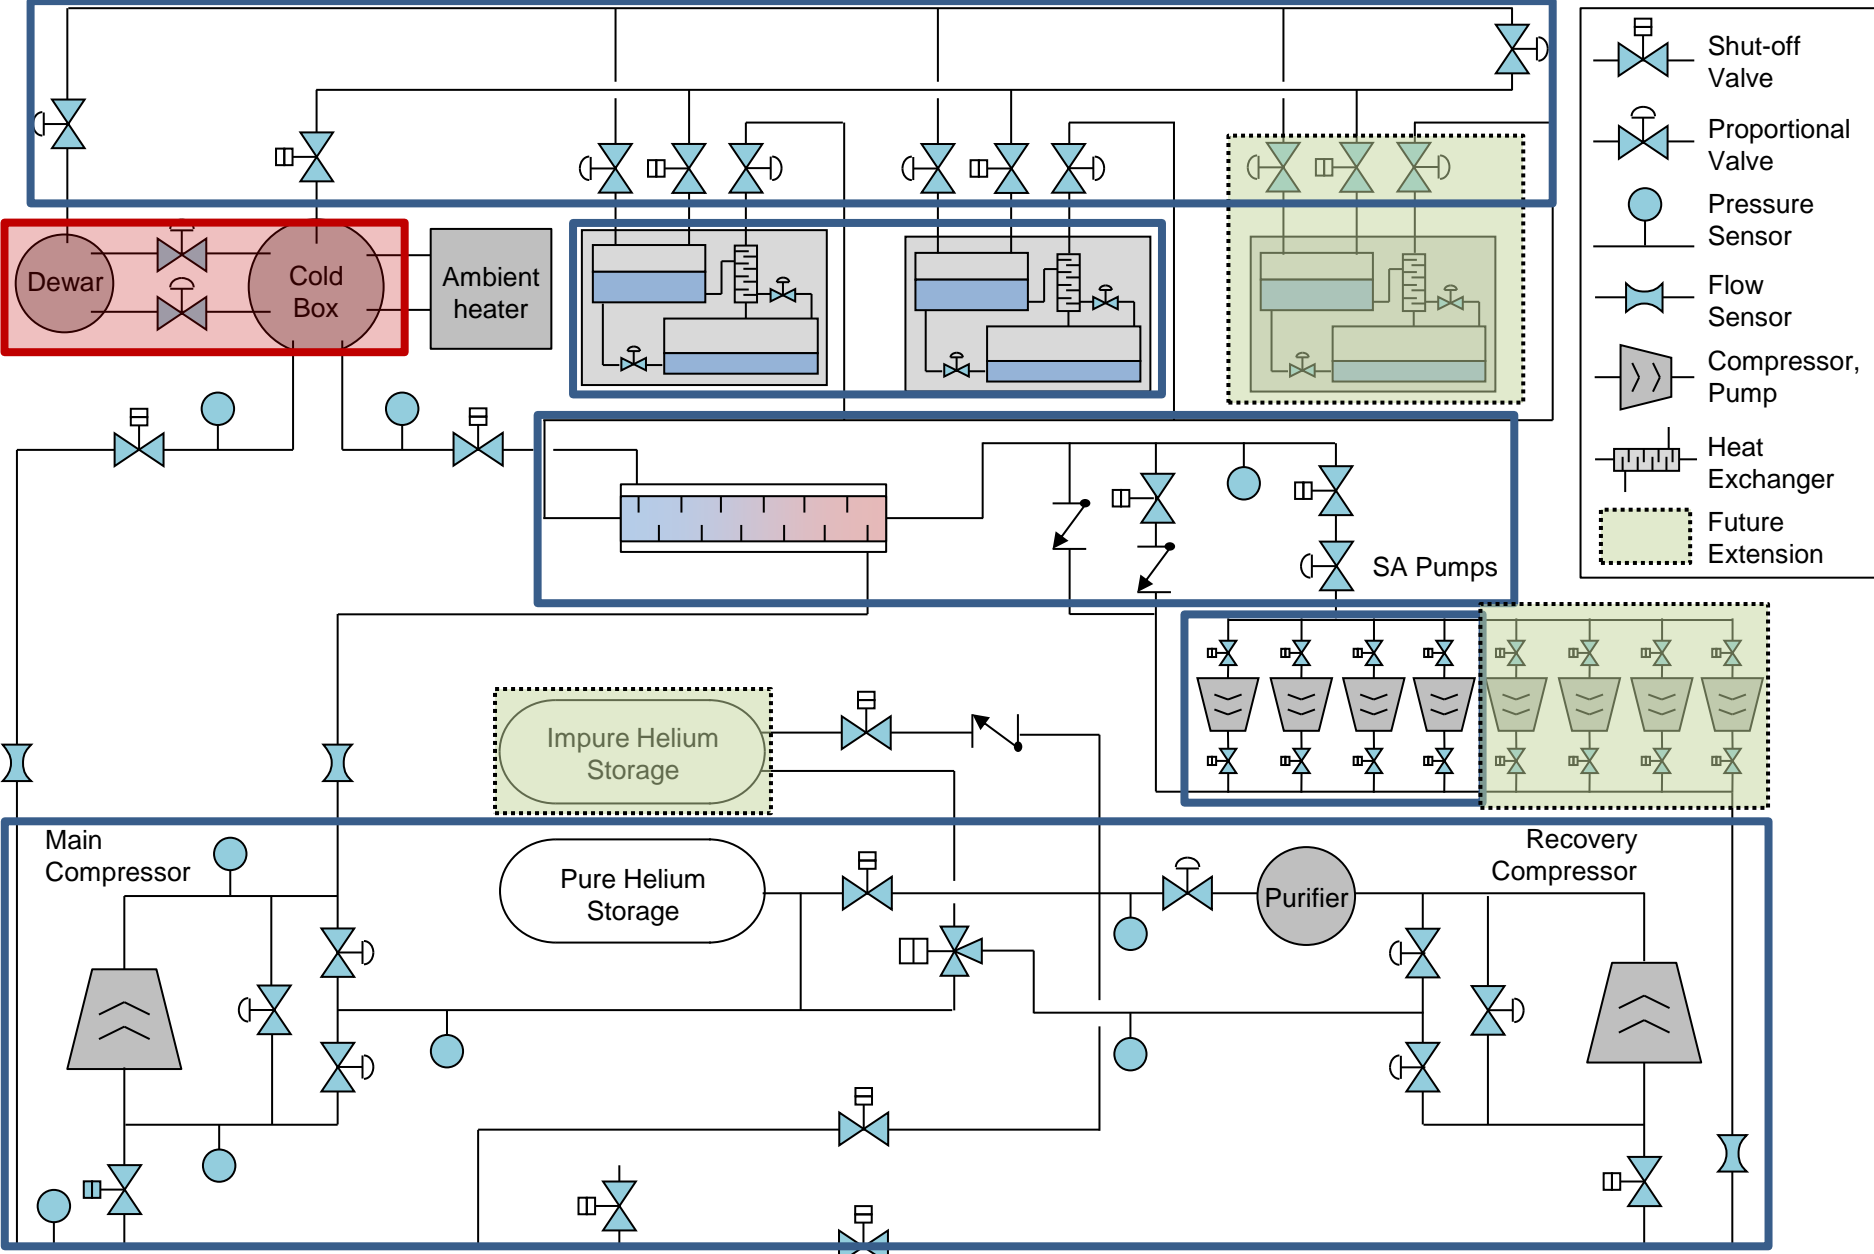 Shut-off
Valve
Proportional
Valve
Pressure
Sensor
Flow
Sensor
Compressor,
Pump
Heat
Exchanger
Future
Extension
Dewar
Cold
Box
Ambient
heater
SA Pumps
Impure Helium
Storage
Main
Compressor
Pure Helium
Storage
Purifier
Recovery
Compressor